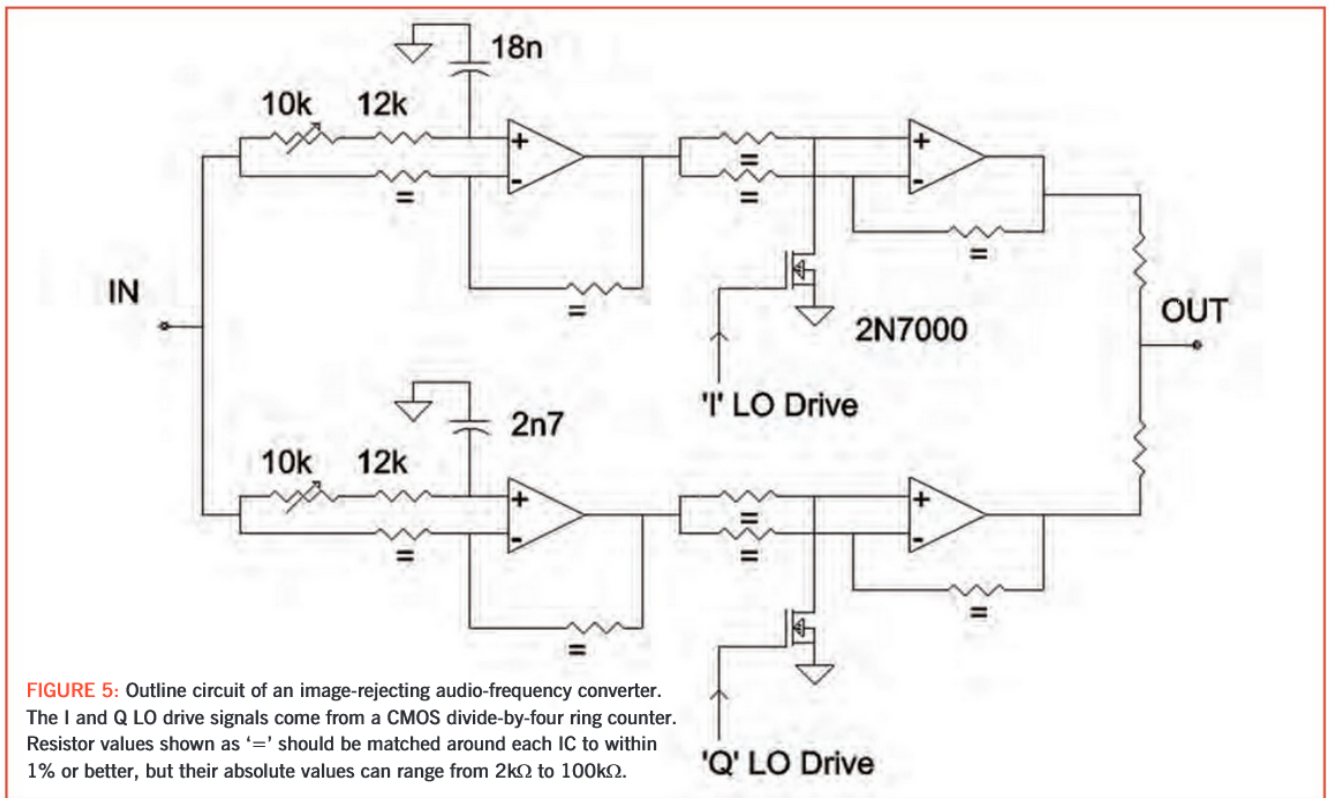 18n
10k 12k
+
-
=
=
=
=
+
-
=
IN
2N7000
OUT
'I' LO Drive
2n7
10k 12k
+
-
=
=
=
=
+
-
=
FIGURE 5: Outline circuit of an image-rejecting audio-frequency converter.
The I and Q LO drive signals come from a CMOS divide-by-four ring counter.
Resistor values shown as ‘=’ should be matched around each IC to within
1% or better, but their absolute values can range from 2kΩ to 100kΩ.
'Q' LO Drive